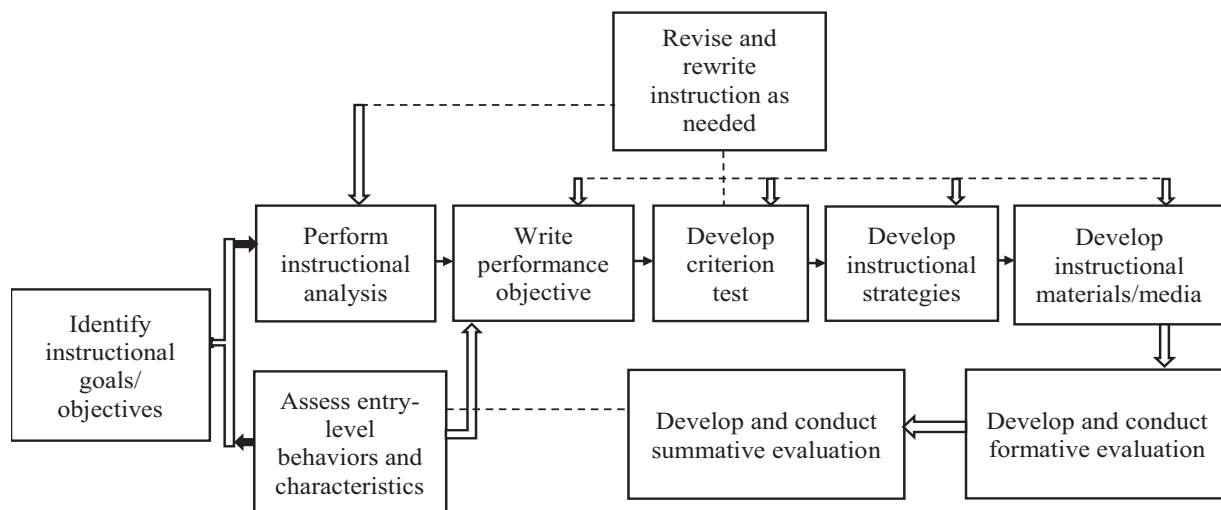 Revise and
rewrite
instruction as
needed
Perform
instructional
analysis
Write
performance
objective
Develop
criterion
test
Develop
instructional
strategies
Develop
instructional
materials/media
Identify
instructional
goals/
objectives
Assess entry-
level
behaviors and
characteristics
Develop and conduct
summative evaluation
Develop and conduct
formative evaluation